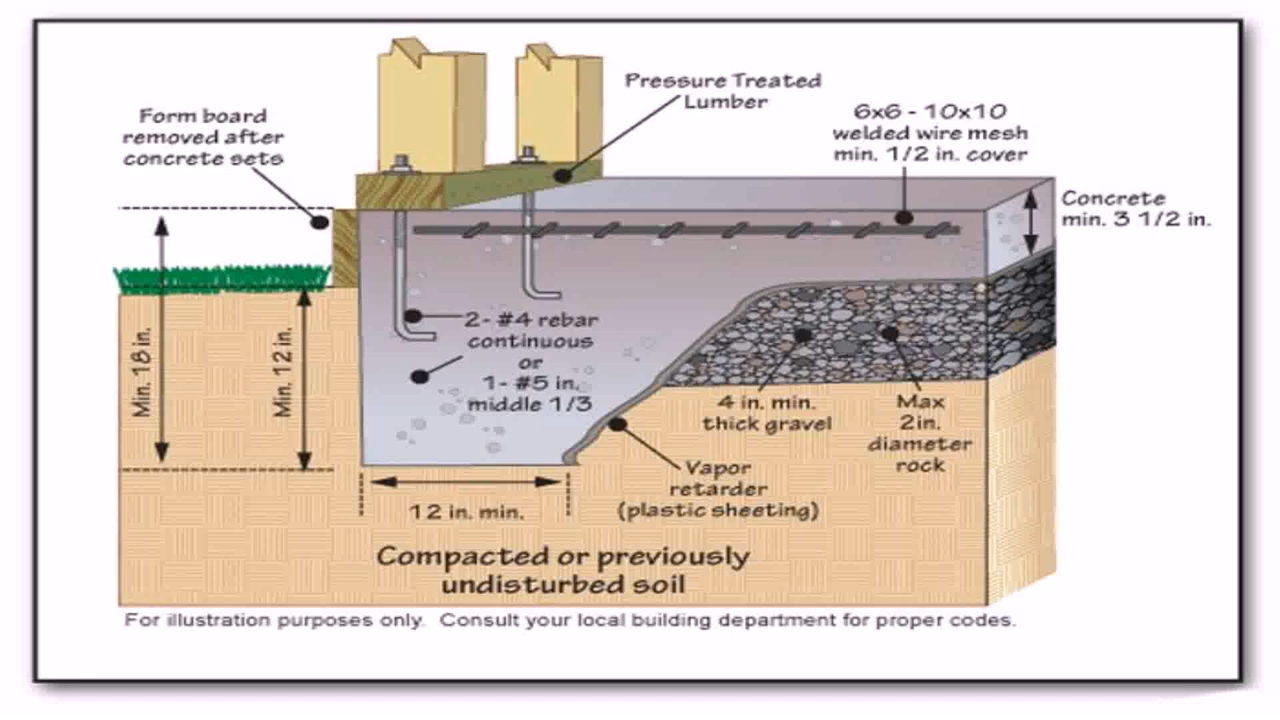 Pressure Treated
Lumber
Form board
removed after
concrete sets
6x6 - 10x10
welded wire mesh
min. 1/2 in. cover
Concrete
min. 3 1/2 in.
Min. 18 in.
Min. 12 in.
2- #4 rebar
continuous
or
1- #5 in.
middle 1/3
4 in. min.
thick gravel
Max
2in.
diameter
rock
Vapor
retarder
(plastic sheeting)
12 in. min.
Compacted or previously
undisturbed soil
For illustration purposes only. Consult your local building department for proper codes.